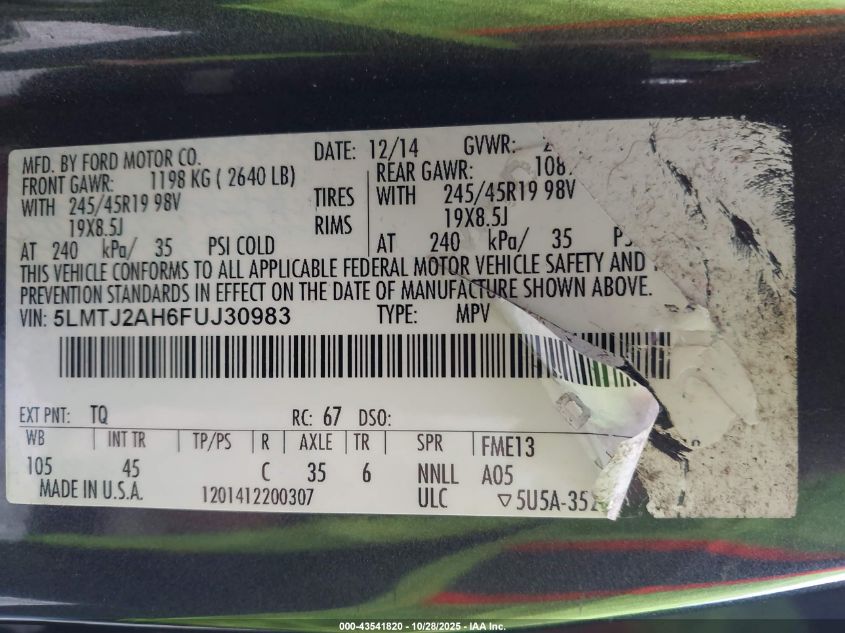 MFD. BY FORD MOTOR CO. DATE: 12/14 GVWR:
FRONT GAWR: 1198 KG ( 2640 LB) REAR GAWR:
WITH 245/45R19 98V TIRES WITH 245/45R19 98V
19X8.5J RIMS 19X8.5J
AT 240 kPa/ 35 PSI COLD AT 240 kPa/ 35
THIS VEHICLE CONFORMS TO ALL APPLICABLE FEDERAL MOTOR VEHICLE SAFETY AND
PREVENTION STANDARDS IN EFFECT ON THE DATE OF MANUFACTURE SHOWN ABOVE.
VIN: 5LMTJ2AH6FUJ30983 TYPE: MPV
EXT PNT: TQ RC: 67 DSO:
WB INT TR TP/PS R AXLE TR SPR FME13
105 45 C 35 6 NNLL A05
MADE IN U.S.A. 1201412200307 ULC ▽5U5A-35
000-43541820 - 10/28/2025 - IAA Inc.